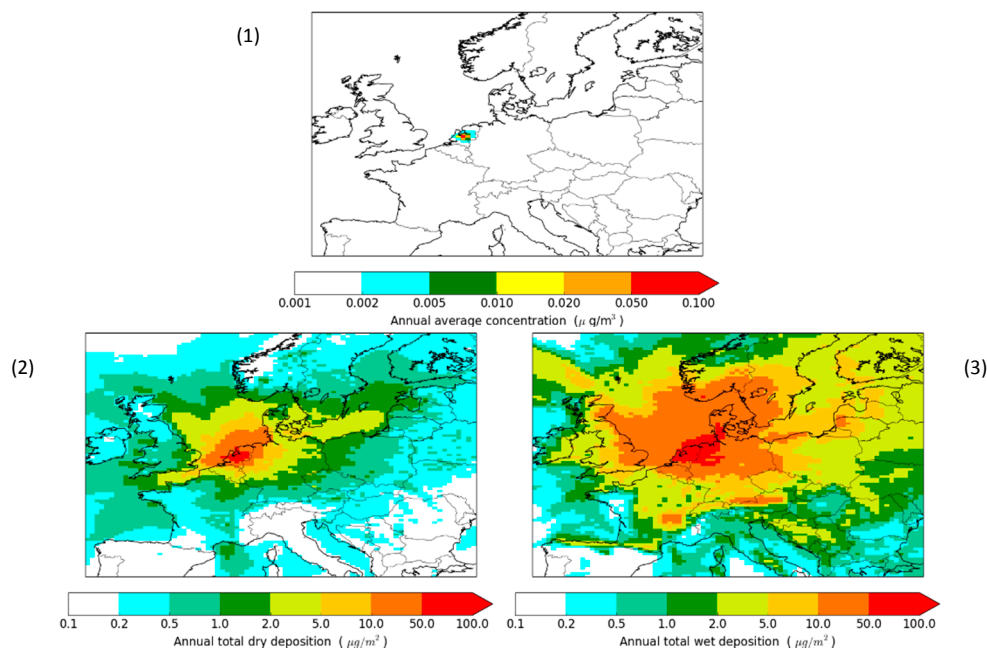 (1)
0.001 0.002 0.005 0.010 0.020 0.050 0.100
Annual average concentration ( μ g/m³ )
(2)
(3)
0.1 0.2 0.5 1.0 2.0 5.0 10.0 50.0 100.0
Annual total dry deposition ( μg/m² )
0.1 0.2 0.5 1.0 2.0 5.0 10.0 50.0 100.0
Annual total wet deposition ( μg/m² )